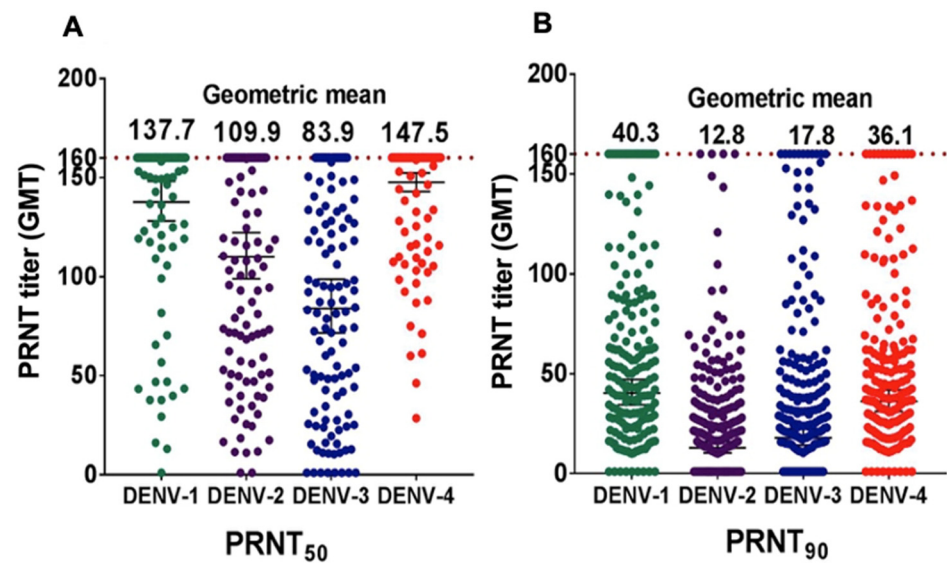 A
Geometric mean
137.7 109.9 83.9 147.5
200
160
150
100
50
0
PRNT titer (GMT)
DENV-1 DENV-2 DENV-3 DENV-4
PRNT50
B
Geometric mean
40.3 12.8 17.8 36.1
200
160
150
100
50
0
PRNT titer (GMT)
DENV-1 DENV-2 DENV-3 DENV-4
PRNT90